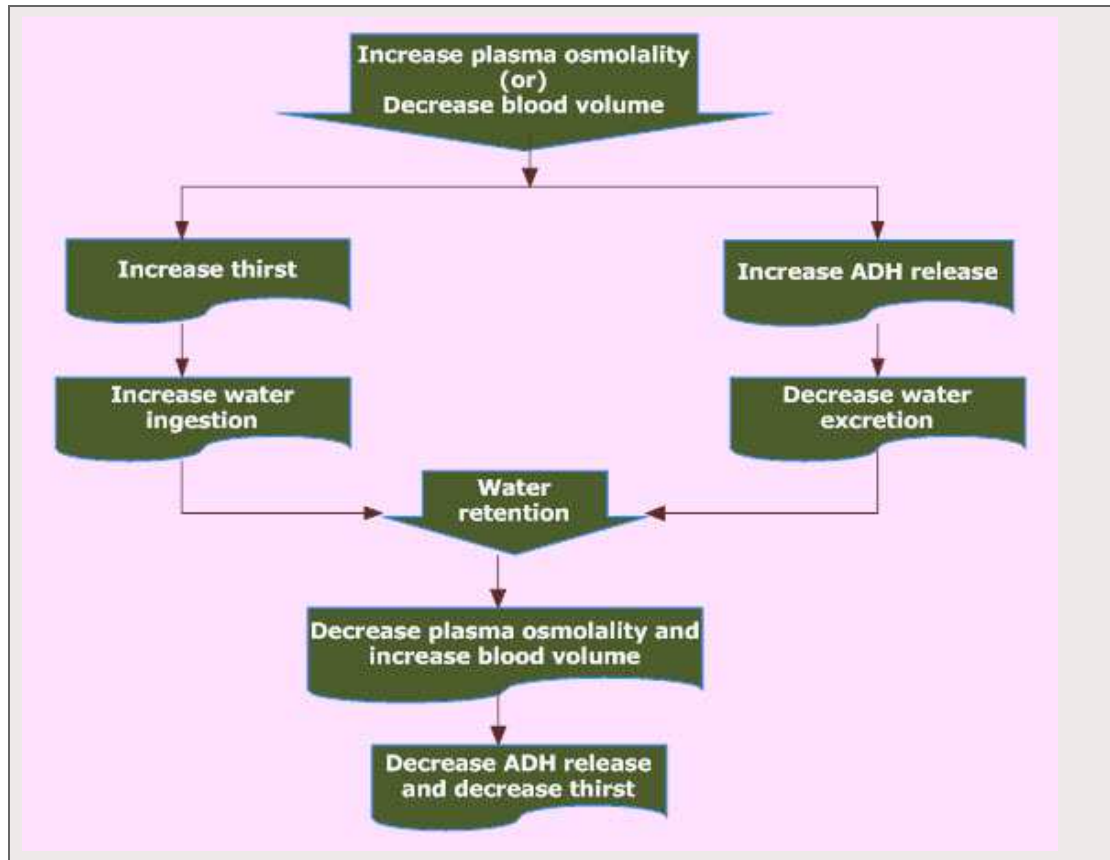 Increase plasma osmolality
(or)
Decrease blood volume
Increase thirst
Increase ADH release
Increase water
ingestion
Decrease water
excretion
Water
retention
Decrease plasma osmolality and
increase blood volume
Decrease ADH release
and decrease thirst